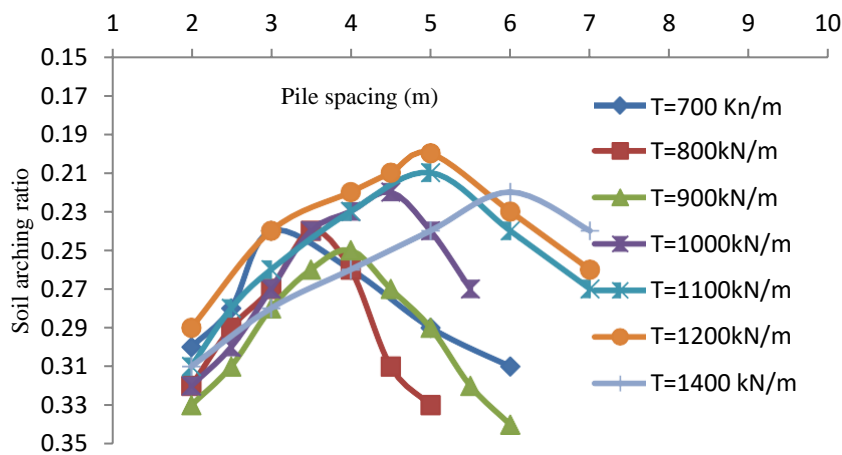 1 2 3 4 5 6 7 8 9 10
0.15
0.17
0.19
0.21
0.23
0.25
0.27
0.29
0.31
0.33
0.35
Soil arching ratio
Pile spacing (m)
T=700 Kn/m
T=800kN/m
T=900kN/m
T=1000kN/m
T=1100kN/m
T=1200kN/m
T=1400 kN/m